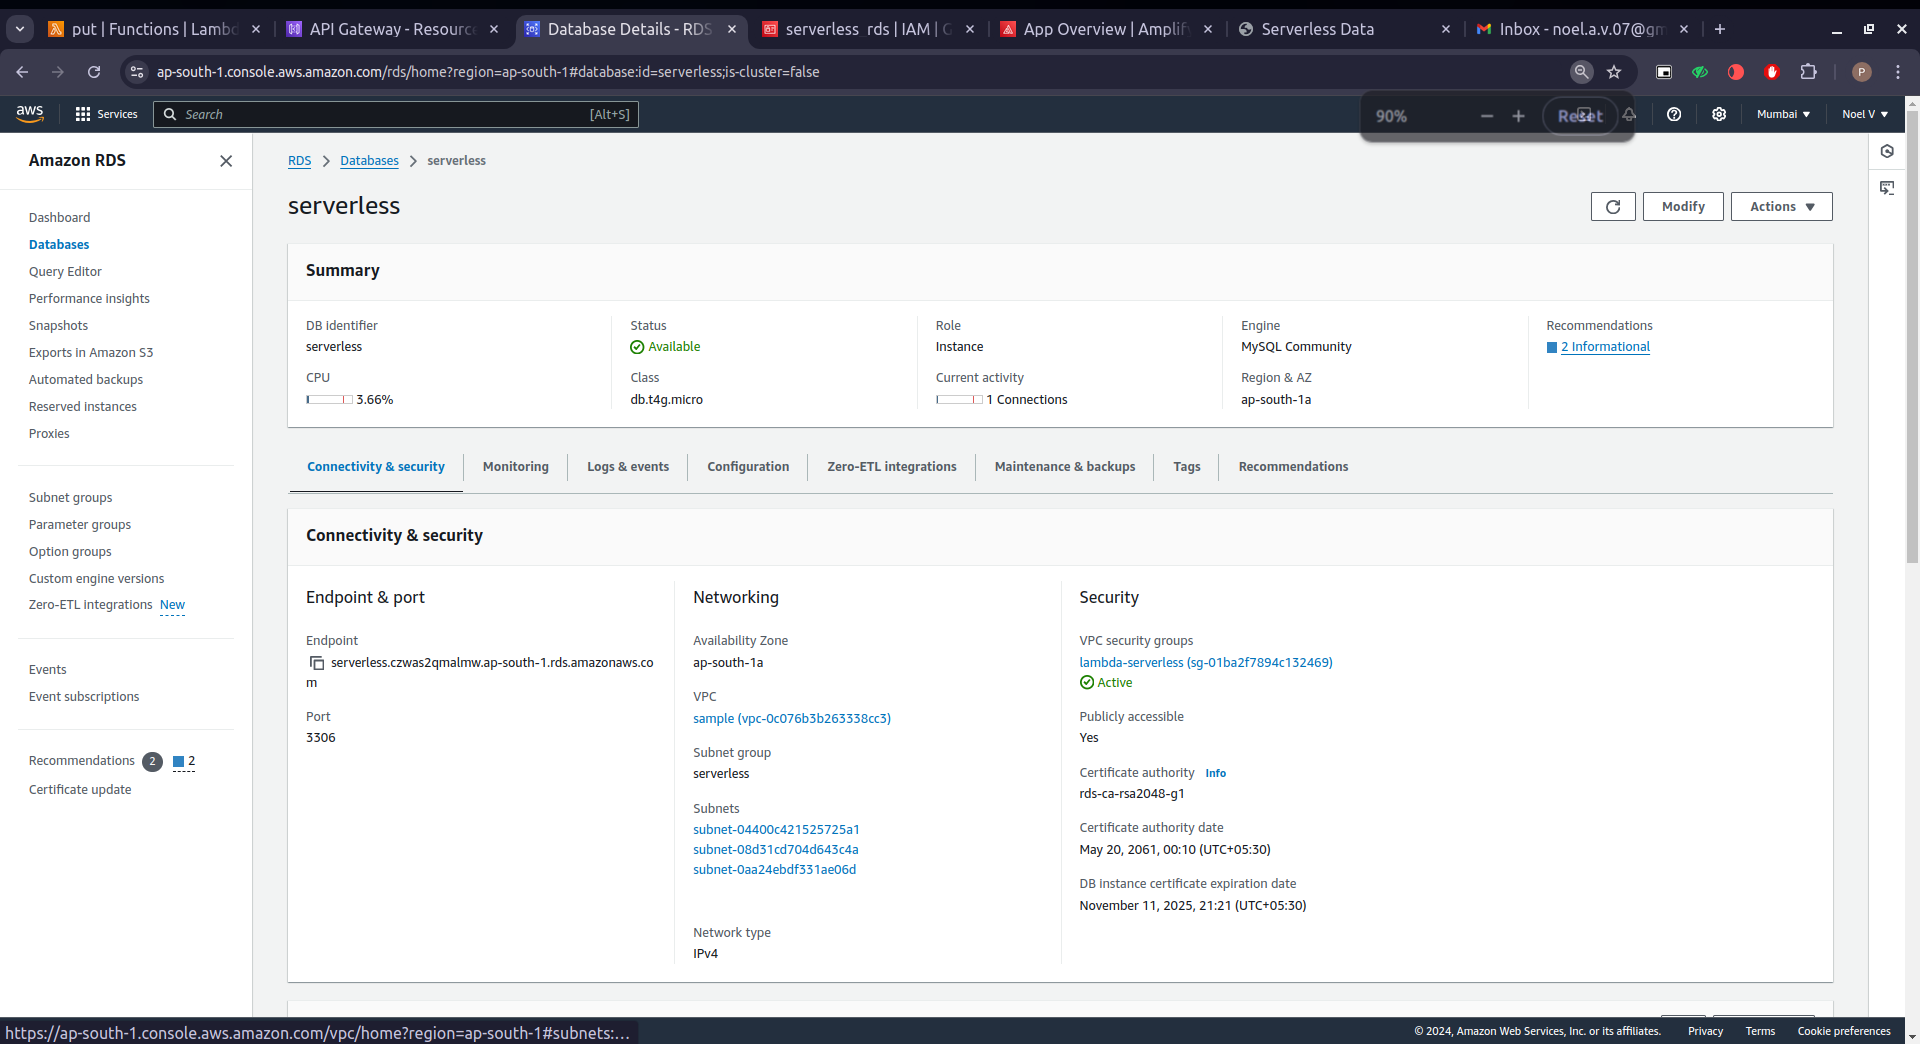 put | Functions | Lambd
API Gateway - Resource
Database Details - RDS
serverless_rds | IAM | G
App Overview | Amplify
Serverless Data
Inbox - noel.a.v.07@gm
ap-south-1.console.aws.amazon.com/rds/home?region=ap-south-1#database:id=serverless;is-cluster=false
P
aws
Services
Search
[Alt+S]
90%
Reset
Mumbai
Noel V
Amazon RDS
Dashboard
Databases
Query Editor
Performance insights
Snapshots
Exports in Amazon S3
Automated backups
Reserved instances
Proxies
Subnet groups
Parameter groups
Option groups
Custom engine versions
Zero-ETL integrations New
Events
Event subscriptions
Recommendations 2 2
Certificate update
RDS > Databases > serverless
serverless
Modify
Actions
Summary
DB identifier
serverless
Status
Available
Role
Instance
Engine
MySQL Community
Recommendations
2 Informational
CPU
3.66%
Class
db.t4g.micro
Current activity
1 Connections
Region & AZ
ap-south-1a
Connectivity & security
Monitoring
Logs & events
Configuration
Zero-ETL integrations
Maintenance & backups
Tags
Recommendations
Connectivity & security
Endpoint & port
Endpoint
serverless.czwas2qmalmw.ap-south-1.rds.amazonaws.co
m
Port
3306
Networking
Availability Zone
ap-south-1a
VPC
sample (vpc-0c076b3b263338cc3)
Subnet group
serverless
Subnets
subnet-04400c421525725a1
subnet-08d31cd704d643c4a
subnet-0aa24ebdf331ae06d
Network type
IPv4
Security
VPC security groups
lambda-serverless (sg-01ba2f7894c132469)
Active
Publicly accessible
Yes
Certificate authority Info
rds-ca-rsa2048-g1
Certificate authority date
May 20, 2061, 00:10 (UTC+05:30)
DB instance certificate expiration date
November 11, 2025, 21:21 (UTC+05:30)
https://ap-south-1.console.aws.amazon.com/vpc/home?region=ap-south-1#subnets:...
© 2024, Amazon Web Services, Inc. or its affiliates.
Privacy
Terms
Cookie preferences